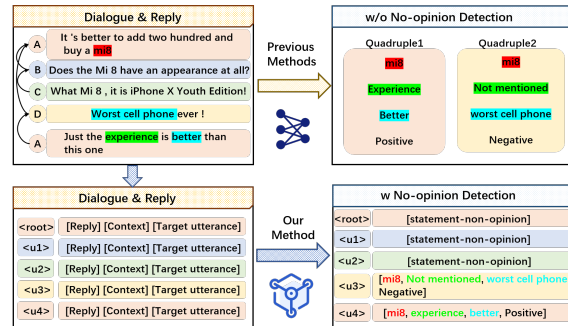 Dialogue & Reply
A
It 's better to add two hundred and
buy a mi8
B
Does the Mi 8 have an appearance at all?
C
What Mi 8 , it is iPhone X Youth Edition!
D
Worst cell phone ever !
A
Just the experience is better than
this one
Previous
Methods
w/o No-opinion Detection
Quadruple1
mi8
Experience
Better
Positive
Quadruple2
mi8
Not mentioned
worst cell phone
Negative
Dialogue & Reply
<root> [Reply] [Context] [Target utterance]
<u1> [Reply] [Context] [Target utterance]
<u2> [Reply] [Context] [Target utterance]
<u3> [Reply] [Context] [Target utterance]
<u4> [Reply] [Context] [Target utterance]
Our
Method
w No-opinion Detection
<root> [statement-non-opinion]
<u1> [statement-non-opinion]
<u2> [statement-non-opinion]
<u3> [mi8, Not mentioned, worst cell phone,
Negative]
<u4> [mi8, experience, better, Positive]